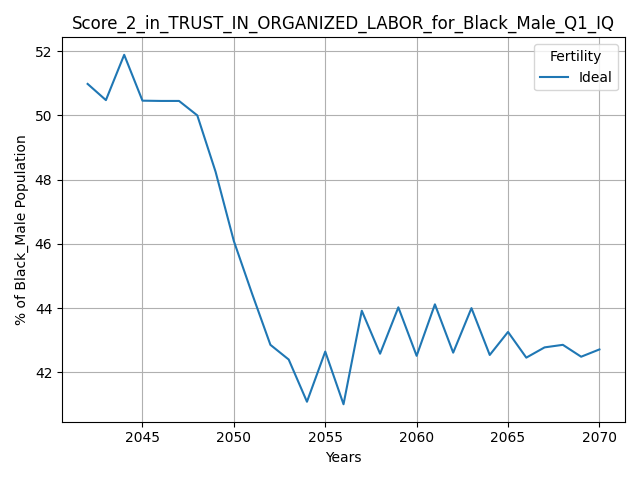 Score_2_in_TRUST_IN_ORGANIZED_LABOR_for_Black_Male_Q1_IQ
Fertility
Ideal
% of Black_Male Population
52
50
48
46
44
42
2045 2050 2055 2060 2065 2070
Years